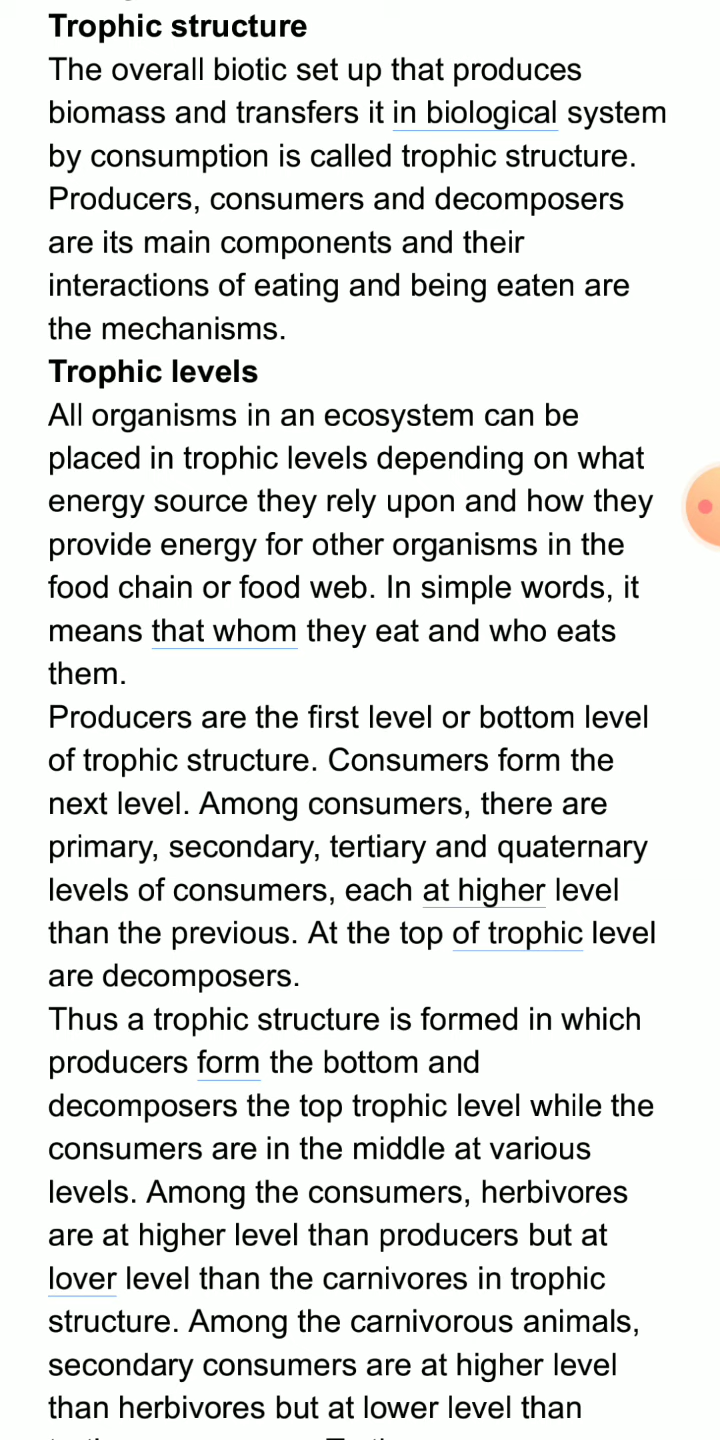 Trophic structure
The overall biotic set up that produces
biomass and transfers it in biological system
by consumption is called trophic structure.
Producers, consumers and decomposers
are its main components and their
interactions of eating and being eaten are
the mechanisms.
Trophic levels
All organisms in an ecosystem can be
placed in trophic levels depending on what
energy source they rely upon and how they
provide energy for other organisms in the
food chain or food web. In simple words, it
means that whom they eat and who eats
them.
Producers are the first level or bottom level
of trophic structure. Consumers form the
next level. Among consumers, there are
primary, secondary, tertiary and quaternary
levels of consumers, each at higher level
than the previous. At the top of trophic level
are decomposers.
Thus a trophic structure is formed in which
producers form the bottom and
decomposers the top trophic level while the
consumers are in the middle at various
levels. Among the consumers, herbivores
are at higher level than producers but at
lover level than the carnivores in trophic
structure. Among the carnivorous animals,
secondary consumers are at higher level
than herbivores but at lower level than